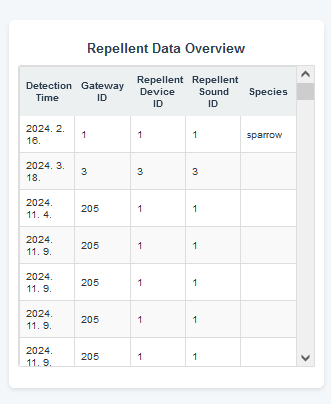 Repellent Data Overview
Detection Time Gateway ID Repellent Device ID Repellent Sound ID Species
2024. 2. 16. 1 1 1 sparrow
2024. 3. 18. 3 3 3
2024. 11. 4. 205 1 1
2024. 11. 9. 205 1 1
2024. 11. 9. 205 1 1
2024. 11. 9. 205 1 1
2024. 11. 9. 205 1 1